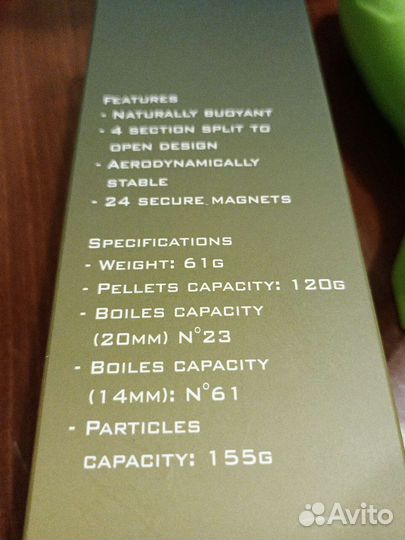 Features
- Naturally buoyant
- 4 section split to
open design
- Aerodynamically
stable
- 24 secure magnets
Specifications
- Weight: 61g
- Pellets capacity: 120g
- Boiles capacity
(20mm) N°23
- Boiles capacity
(14mm): N°61
- Particles
capacity: 155g
Avito